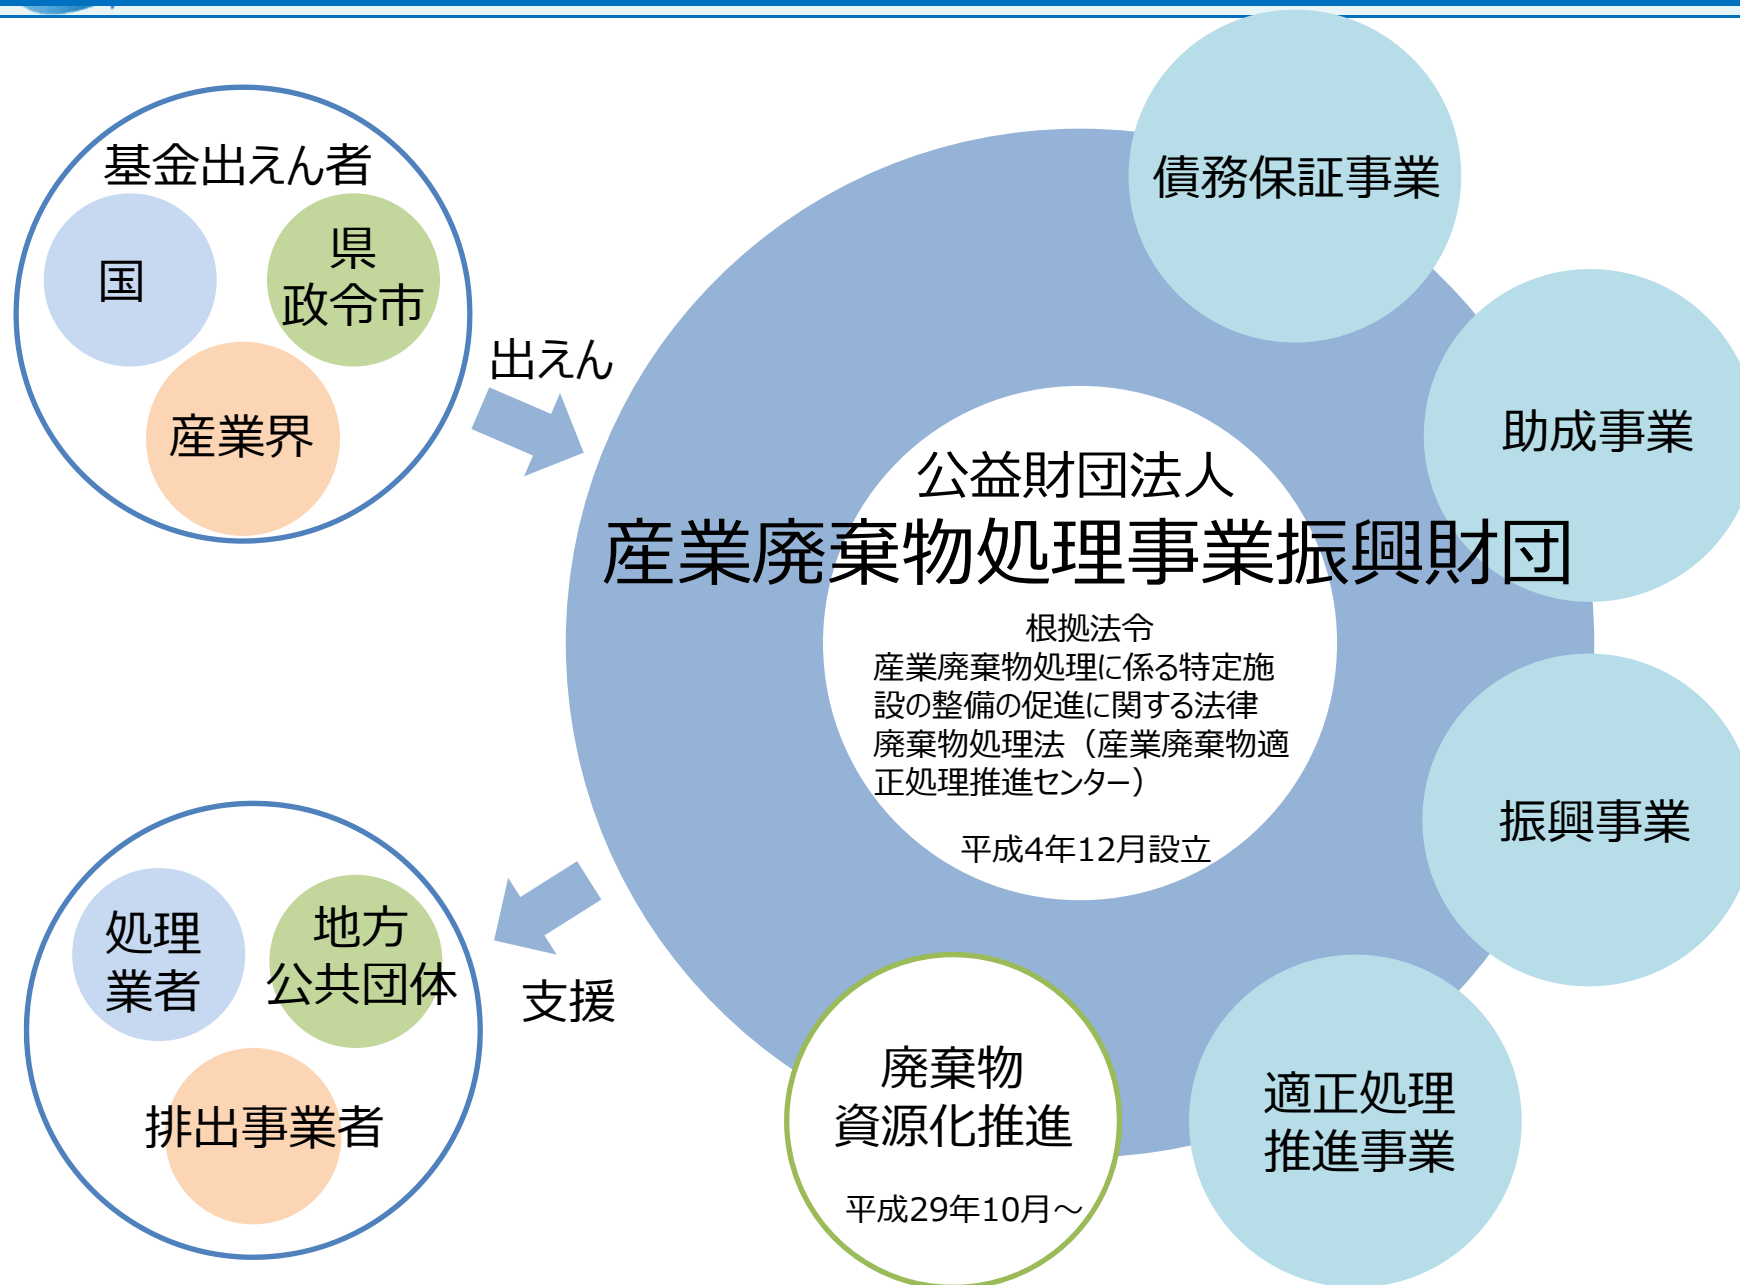 基金出えん者
国
県
政令市
産業界
出えん
公益財団法人
産業廃棄物処理事業振興財団
根拠法令
産業廃棄物処理に係る特定施
設の整備の促進に関する法律
廃棄物処理法（産業廃棄物適
正処理推進センター）
平成4年12月設立
債務保証事業
助成事業
振興事業
適正処理
推進事業
廃棄物
資源化推進
平成29年10月～
支援
処理
業者
地方
公共団体
排出事業者